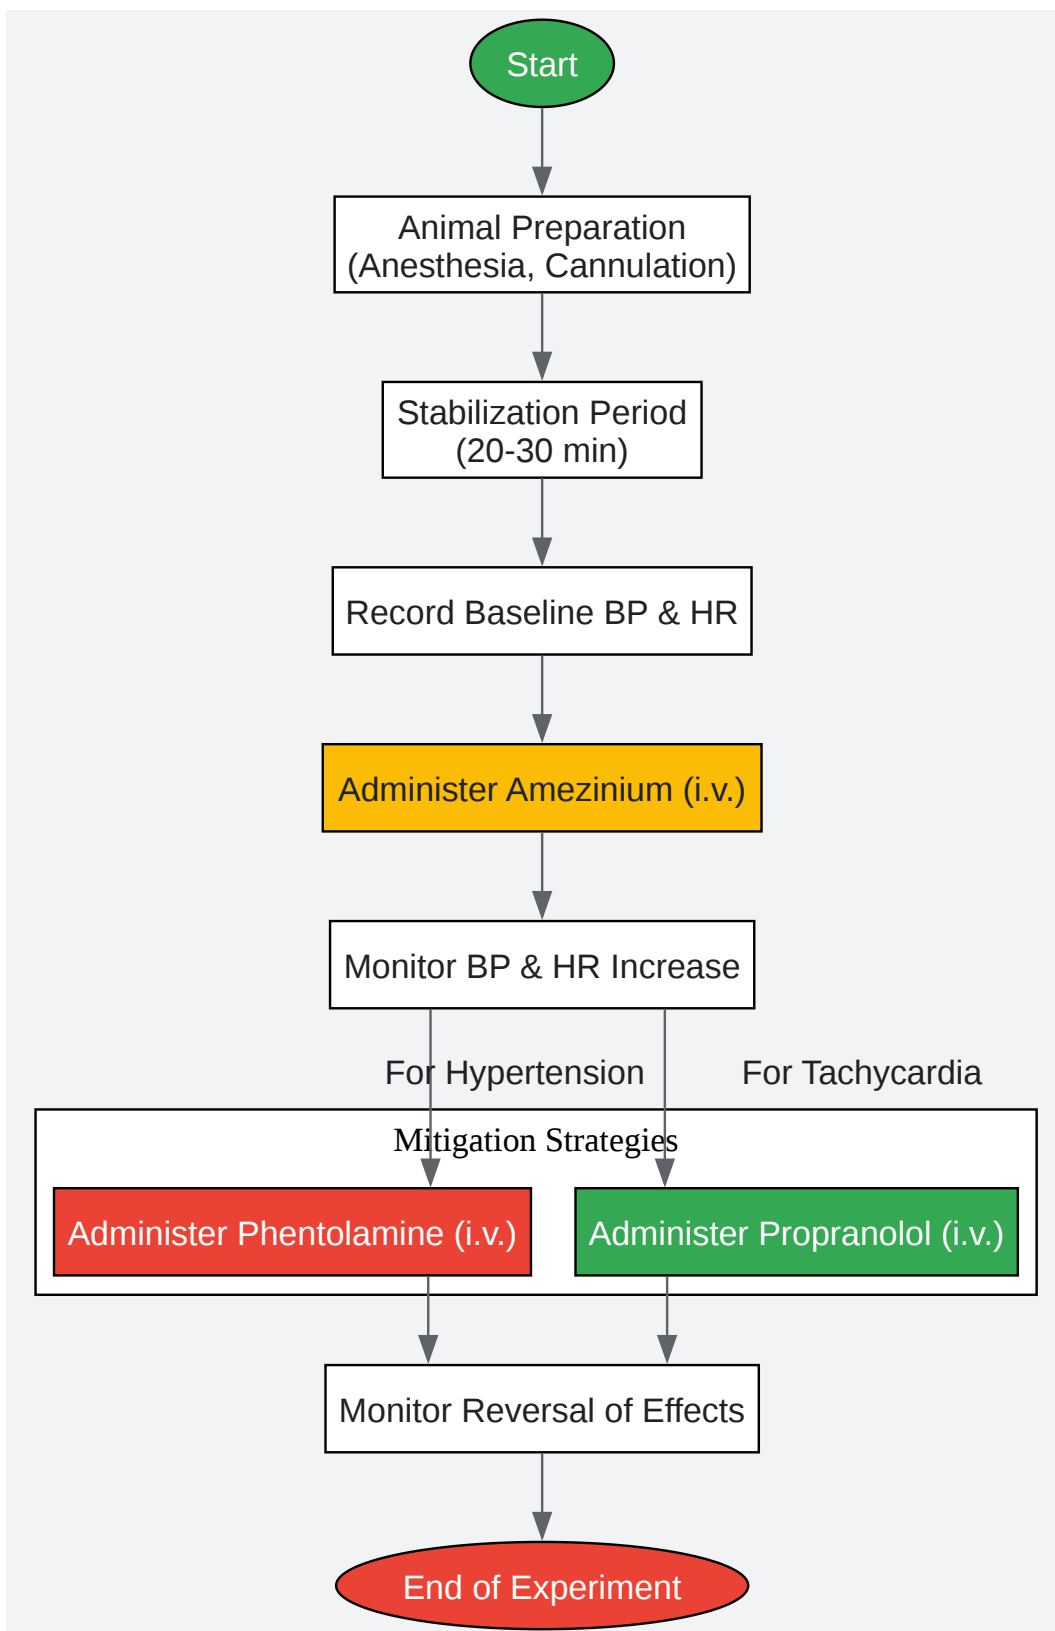 Start
Animal Preparation
(Anesthesia, Cannulation)
Stabilization Period
(20-30 min)
Record Baseline BP & HR
Administer Amezinium (i.v.)
Monitor BP & HR Increase
For Hypertension
For Tachycardia
Mitigation Strategies
Administer Phentolamine (i.v.)
Administer Propranolol (i.v.)
Monitor Reversal of Effects
End of Experiment